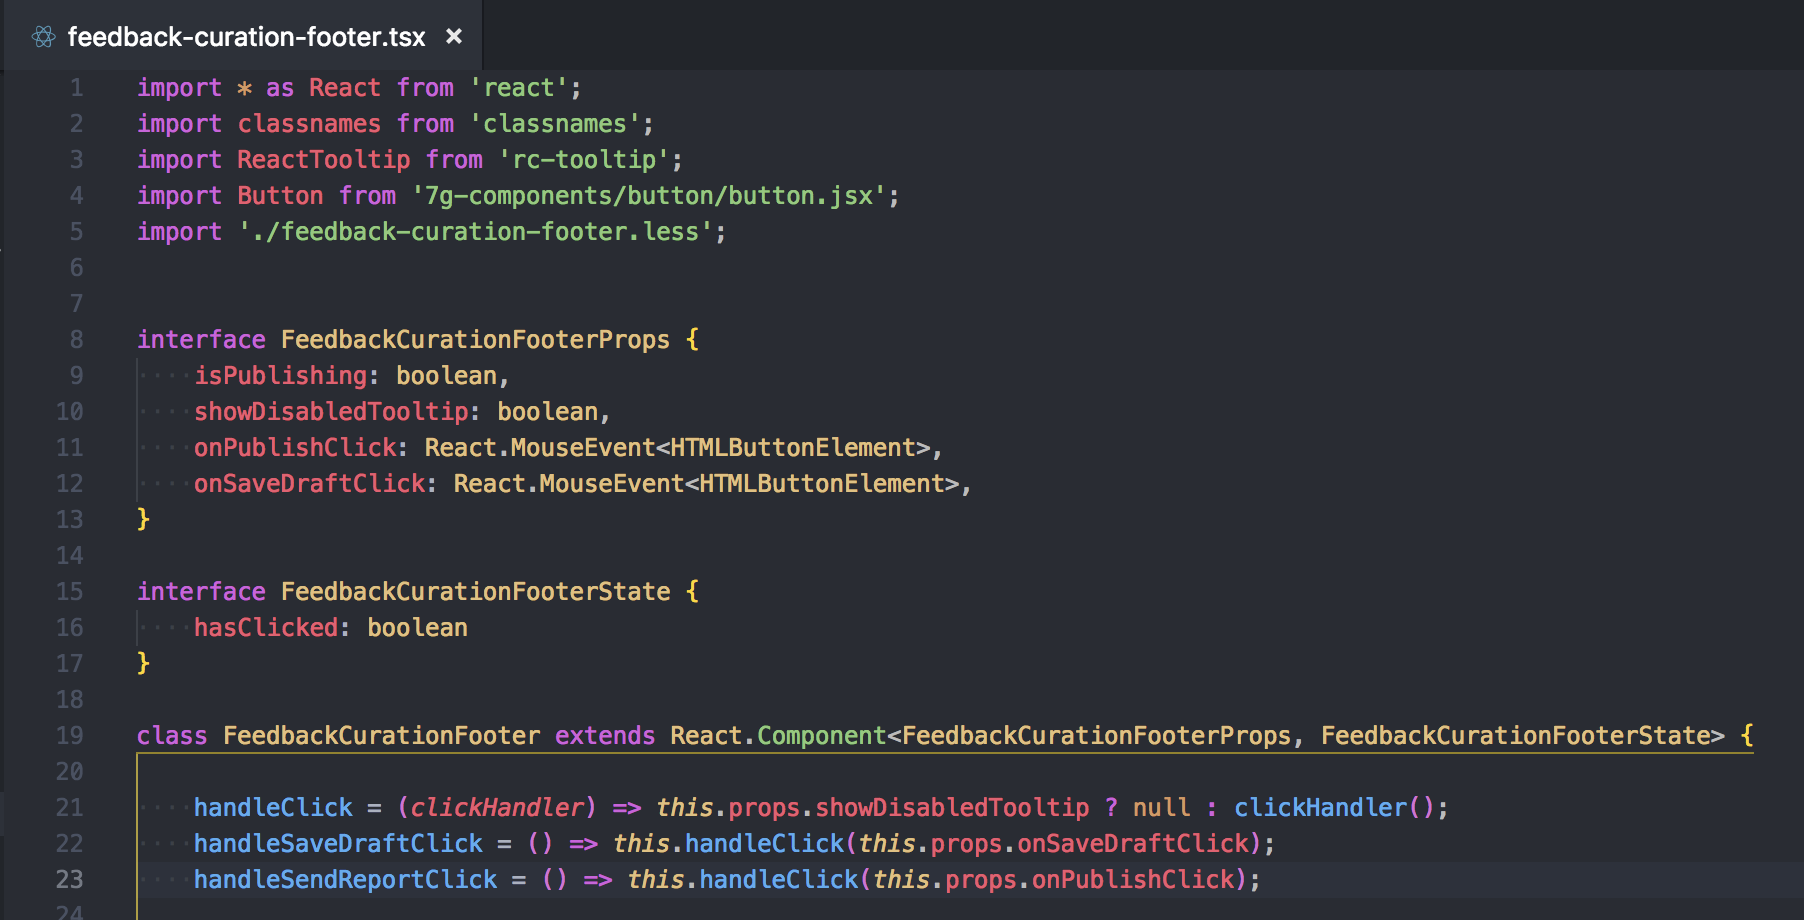 feedback-curation-footer.tsx ×
1 import * as React from 'react';
2 import classnames from 'classnames';
3 import ReactTooltip from 'rc-tooltip';
4 import Button from '7g-components/button/button.jsx';
5 import './feedback-curation-footer.less';
6
7
8 interface FeedbackCurationFooterProps {
9 ····isPublishing: boolean,
10 ····showDisabledTooltip: boolean,
11 ····onPublishClick: React.MouseEvent<HTMLButtonElement>,
12 ····onSaveDraftClick: React.MouseEvent<HTMLButtonElement>,
13 }
14
15 interface FeedbackCurationFooterState {
16 ····hasClicked: boolean
17 }
18
19 class FeedbackCurationFooter extends React.Component<FeedbackCurationFooterProps, FeedbackCurationFooterState> {
20
21 ····handleClick = (clickHandler) => this.props.showDisabledTooltip ? null : clickHandler();
22 ····handleSaveDraftClick = () => this.handleClick(this.props.onSaveDraftClick);
23 ····handleSendReportClick = () => this.handleClick(this.props.onPublishClick);
24